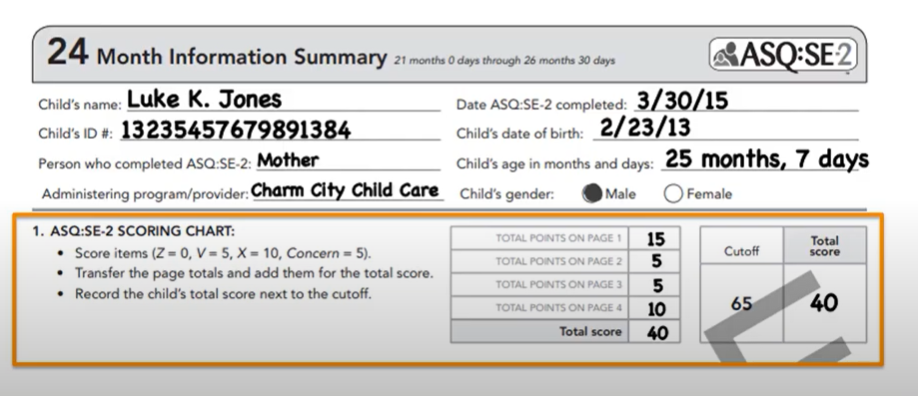 24 Month Information Summary 21 months 0 days through 26 months 30 days
ASQ:SE-2
Child's name: Luke K. Jones
Date ASQ:SE-2 completed: 3/30/15
Child's ID #: 13235457679891384
Child's date of birth: 2/23/13
Person who completed ASQ:SE-2: Mother
Child's age in months and days: 25 months, 7 days
Administering program/provider: Charm City Child Care
Child's gender: Male Female
1. ASQ:SE-2 SCORING CHART:
• Score items (Z = 0, V = 5, X = 10, Concern = 5).
• Transfer the page totals and add them for the total score.
• Record the child's total score next to the cutoff.
TOTAL POINTS ON PAGE 1 15
TOTAL POINTS ON PAGE 2 5
TOTAL POINTS ON PAGE 3 5
TOTAL POINTS ON PAGE 4 10
Total score 40
Cutoff
Total
score
65 40